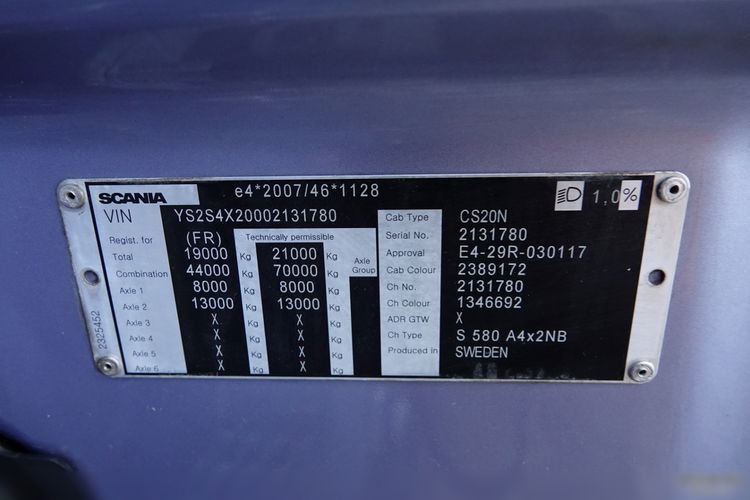 SCANIA e4*2007/46*1128 1.0%
VIN YS2S4X20002131780
Regist. for (FR) Technically permissible
Total 19000 Kg 21000 Kg Axle Group
Combination 44000 Kg 70000 Kg
Axle 1 8000 Kg 8000 Kg
Axle 2 13000 Kg 13000 Kg
Axle 3 X Kg X Kg
Axle 4 X Kg X Kg
Axle 5 X Kg X Kg
Axle 6 X Kg X Kg
Cab Type CS20N
Serial No. 2131780
Approval E4-29R-030117
Cab Colour 2389172
Ch No. 2131780
Ch Colour 1346692
ADR GTW X
Ch Type S 580 A4x2NB
Produced in SWEDEN
2325452